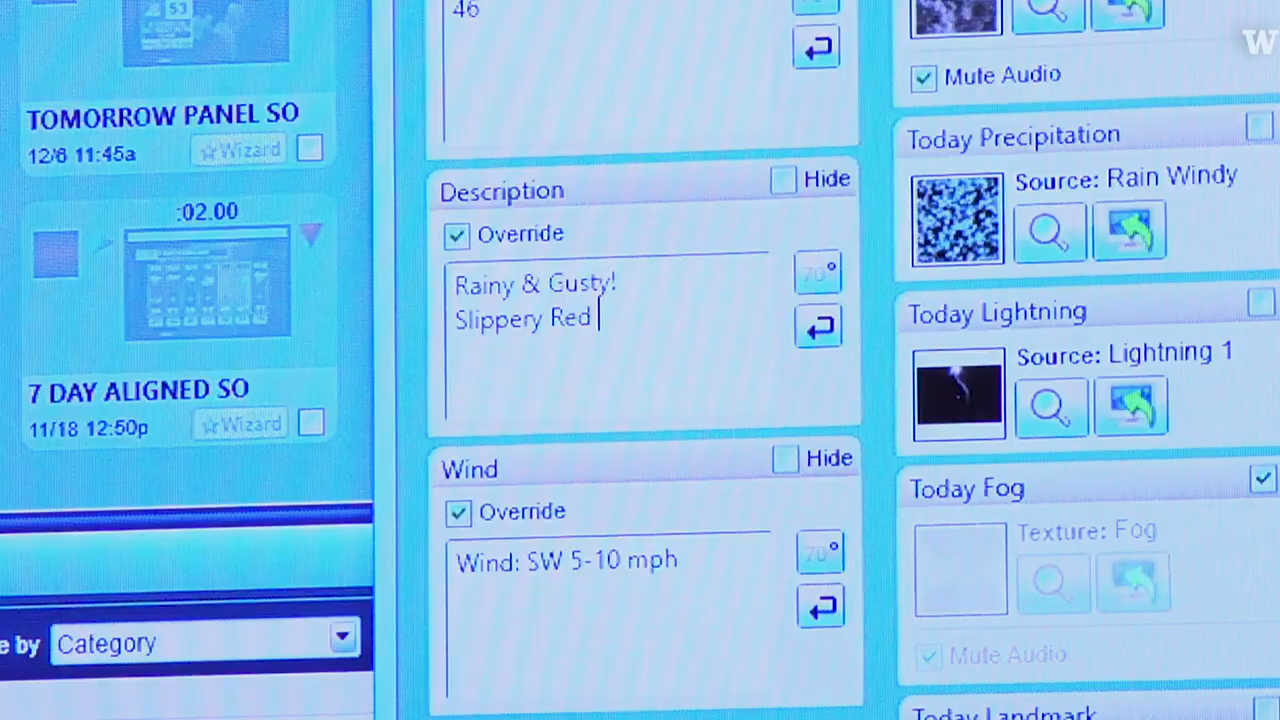 53
TOMORROW PANEL SO
12/6 11:45a
Wizard
:02.00
7 DAY ALIGNED SO
11/18 12:50p
Wizard
e by
Category
46
Description
Hide
Override
Rainy & Gusty!
Slippery Red
70°
Wind
Hide
Override
Wind: SW 5-10 mph
70°
Mute Audio
Today Precipitation
Source: Rain Windy
Today Lightning
Source: Lightning 1
Today Fog
Texture: Fog
Mute Audio
Today Landmark
W